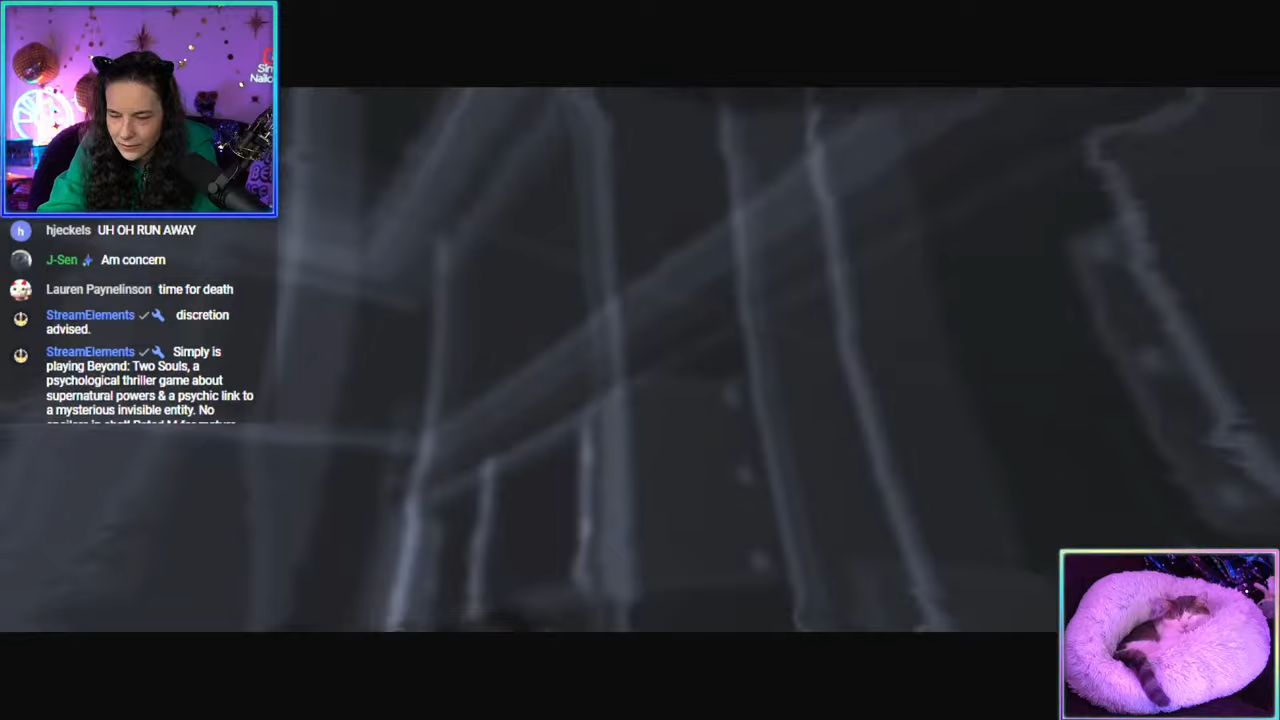 hjeckels UH OH RUN AWAY
J-Sen Am concern
Lauren Paynelinson time for death
StreamElements discretion
advised.
StreamElements Simply is
playing Beyond: Two Souls, a
psychological thriller game about
supernatural powers & a psychic link to
a mysterious invisible entity. No